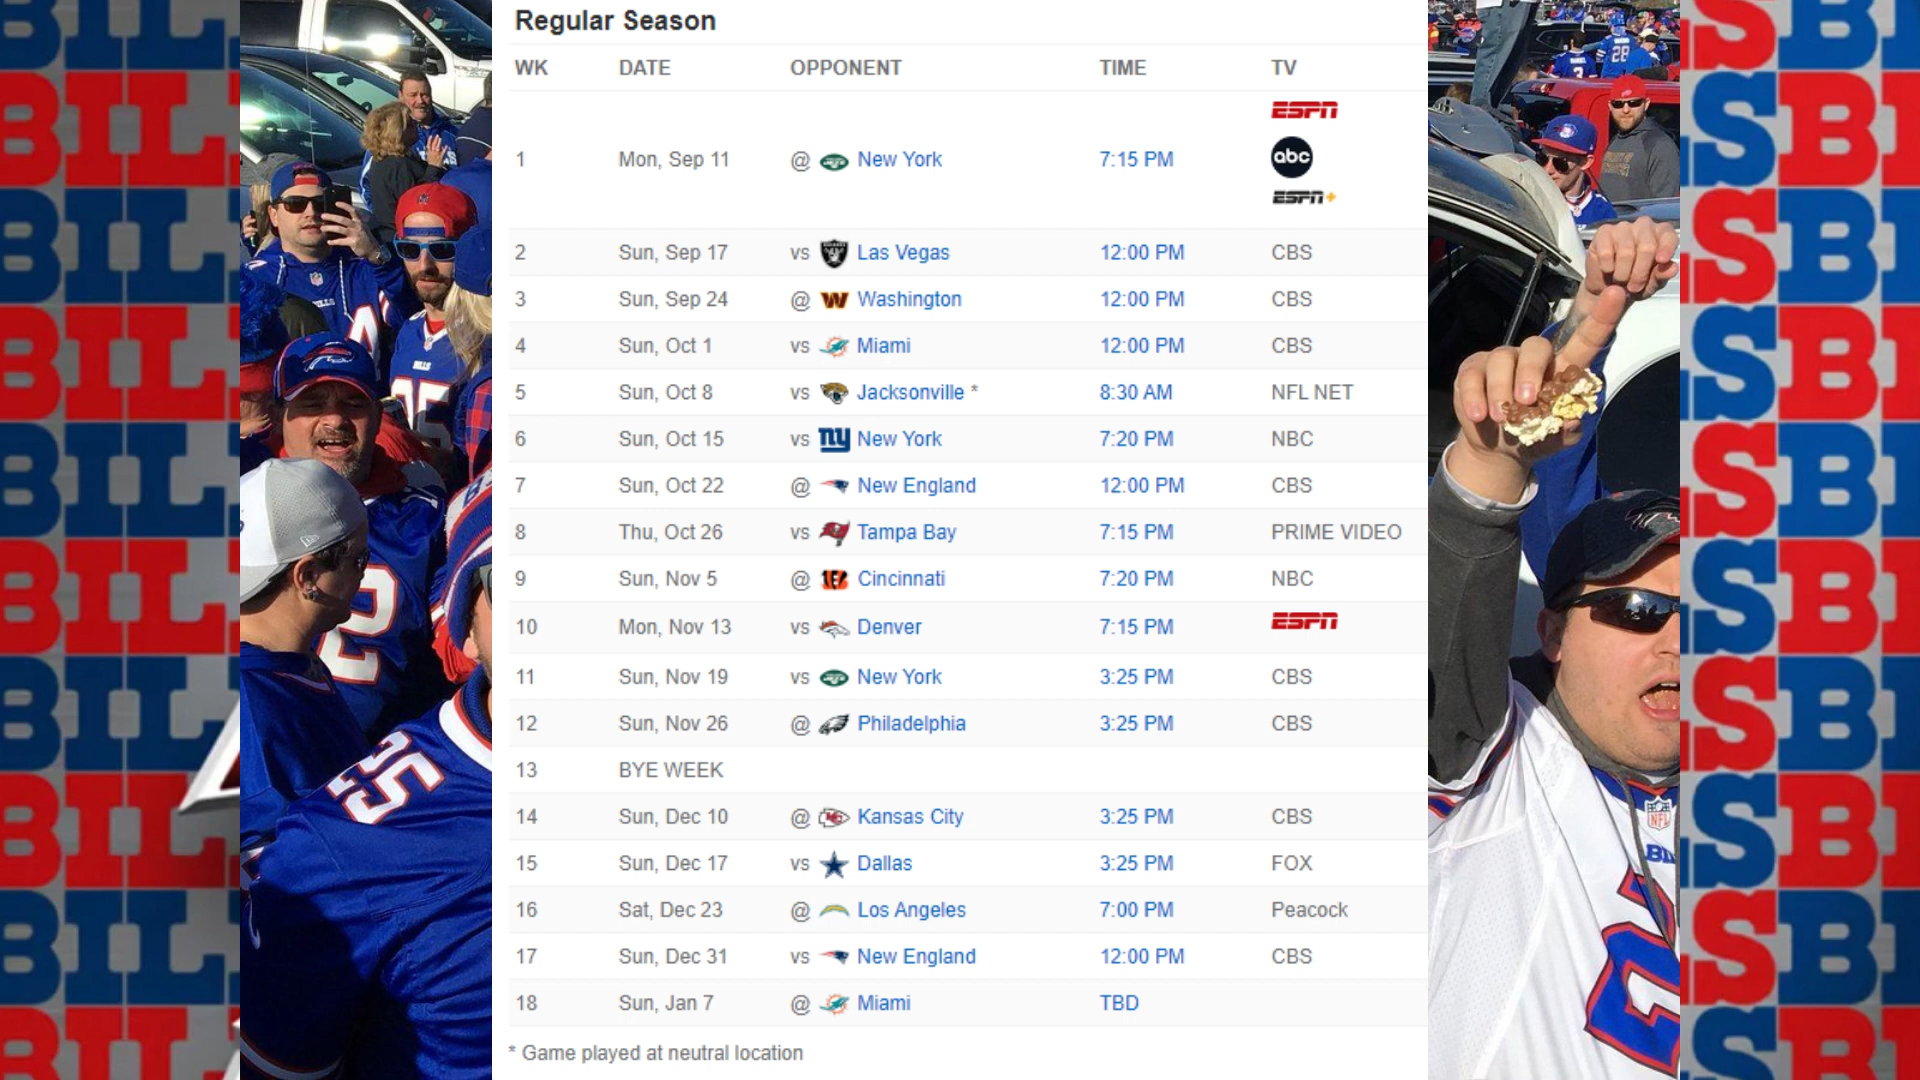 Regular Season
WK DATE OPPONENT TIME TV
1 Mon, Sep 11 @ New York 7:15 PM ESPN abc ESPN+
2 Sun, Sep 17 vs Las Vegas 12:00 PM CBS
3 Sun, Sep 24 @ W Washington 12:00 PM CBS
4 Sun, Oct 1 vs Miami 12:00 PM CBS
5 Sun, Oct 8 vs Jacksonville * 8:30 AM NFL NET
6 Sun, Oct 15 vs ny New York 7:20 PM NBC
7 Sun, Oct 22 @ New England 12:00 PM CBS
8 Thu, Oct 26 vs Tampa Bay 7:15 PM PRIME VIDEO
9 Sun, Nov 5 @ Cincinnati 7:20 PM NBC
10 Mon, Nov 13 vs Denver 7:15 PM ESPN
11 Sun, Nov 19 vs New York 3:25 PM CBS
12 Sun, Nov 26 @ Philadelphia 3:25 PM CBS
13 BYE WEEK
14 Sun, Dec 10 @ Kansas City 3:25 PM CBS
15 Sun, Dec 17 vs Dallas 3:25 PM FOX
16 Sat, Dec 23 @ Los Angeles 7:00 PM Peacock
17 Sun, Dec 31 vs New England 12:00 PM CBS
18 Sun, Jan 7 @ Miami TBD
* Game played at neutral location